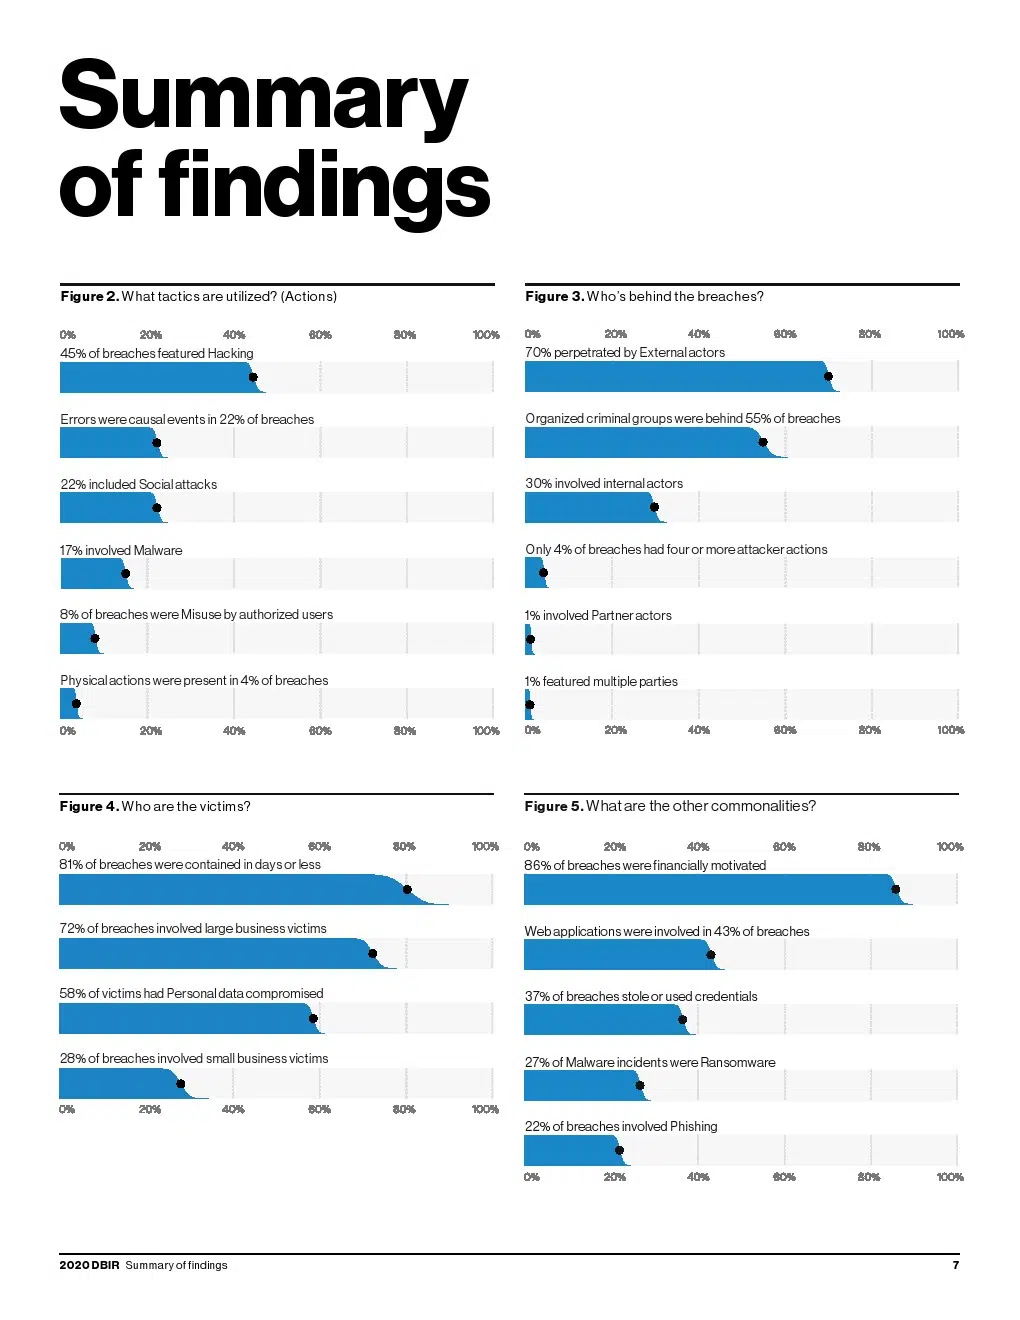 Summary
of findings
Figure 2. What tactics are utilized? (Actions)
0% 20% 40% 60% 80% 100%
45% of breaches featured Hacking
Errors were causal events in 22% of breaches
22% included Social attacks
17% involved Malware
8% of breaches were Misuse by authorized users
Physical actions were present in 4% of breaches
0% 20% 40% 60% 80% 100%
Figure 3. Who's behind the breaches?
0% 20% 40% 60% 80% 100%
70% perpetrated by External actors
Organized criminal groups were behind 55% of breaches
30% involved internal actors
Only 4% of breaches had four or more attacker actions
1% involved Partner actors
1% featured multiple parties
0% 20% 40% 60% 80% 100%
Figure 4. Who are the victims?
0% 20% 40% 60% 80% 100%
81% of breaches were contained in days or less
72% of breaches involved large business victims
58% of victims had Personal data compromised
28% of breaches involved small business victims
0% 20% 40% 60% 80% 100%
Figure 5. What are the other commonalities?
0% 20% 40% 60% 80% 100%
86% of breaches were financially motivated
Web applications were involved in 43% of breaches
37% of breaches stole or used credentials
27% of Malware incidents were Ransomware
22% of breaches involved Phishing
0% 20% 40% 60% 80% 100%
2020 DBIR Summary of findings 7